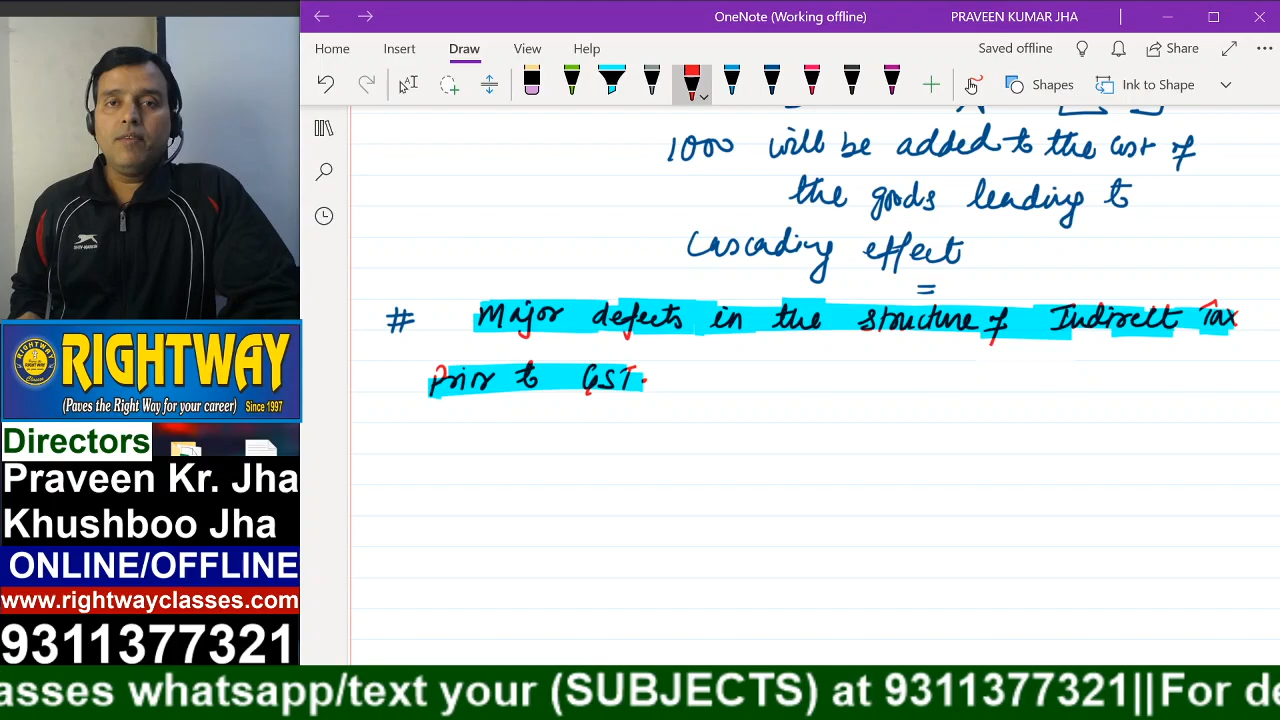 OneNote (Working offline)
PRAVEEN KUMAR JHA
Home Insert Draw View Help
Saved offline
Share
Shapes
Ink to Shape
1000 will be added to the cost of
the goods leading to
Cascading effect
=
# Major defects in the structure of Indirect Tax
Prior to GST.
RIGHTWAY
(Paves the Right Way for your career) Since 1997
Directors
Praveen Kr. Jha
Khushboo Jha
ONLINE/OFFLINE
www.rightwayclasses.com
9311377321
asses whatsapp/text your (SUBJECTS) at 9311377321||For de